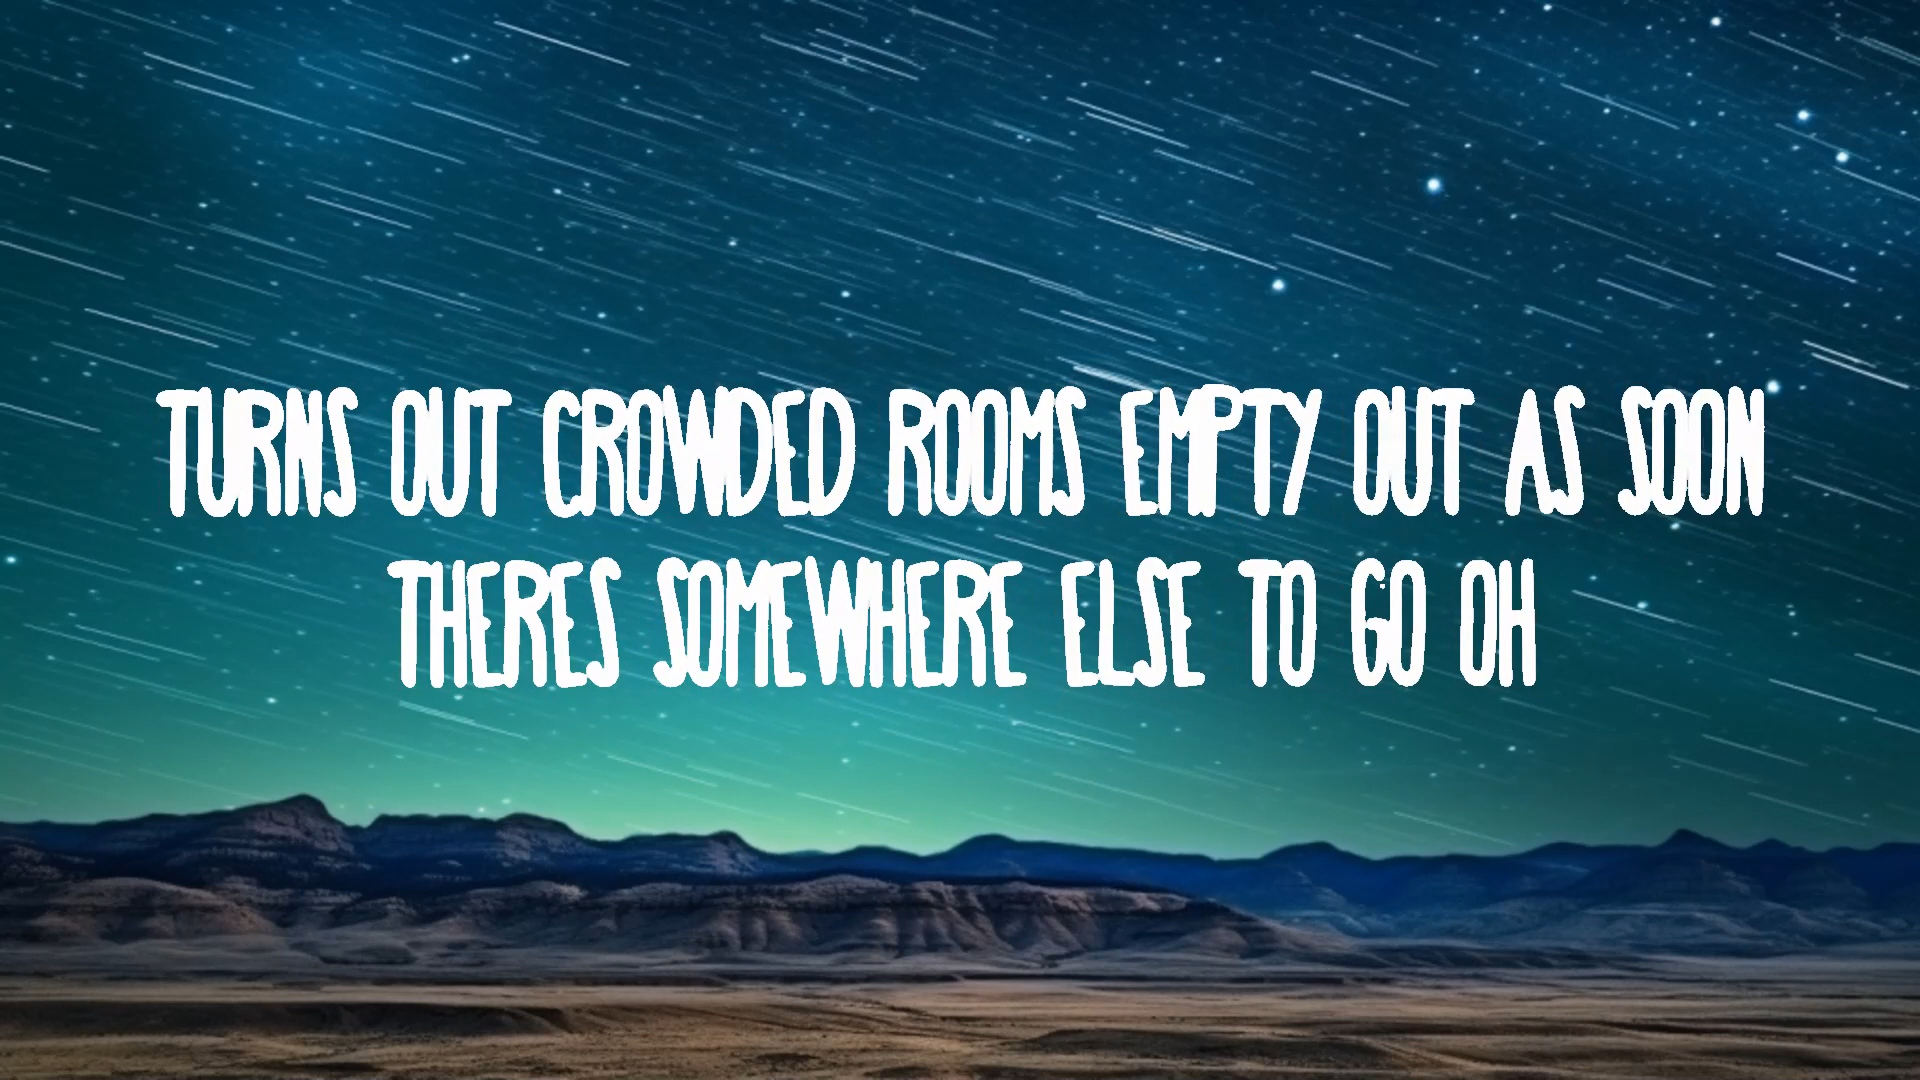 TURNS OUT CROWDED ROOMS EMPTY OUT AS SOON
THERES SOMEWHERE ELSE TO GO OH